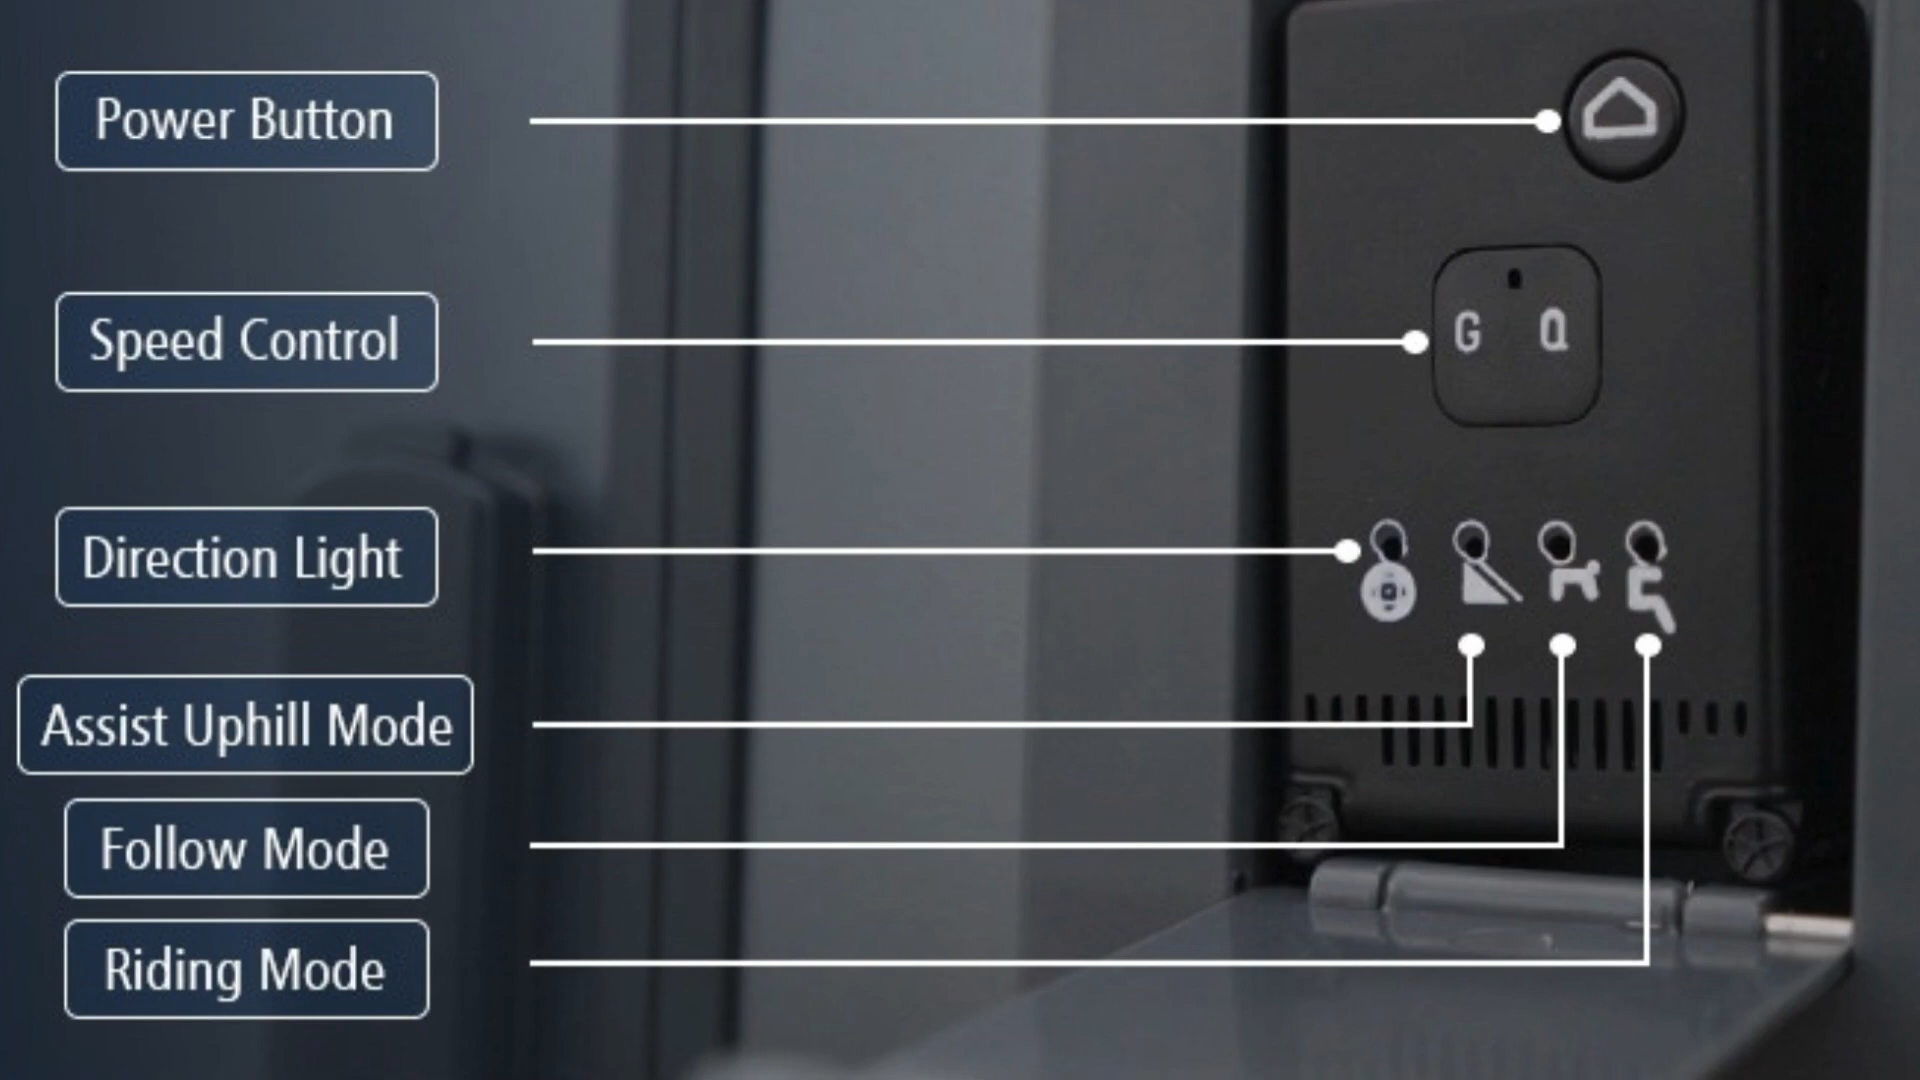 Power Button
Speed Control
G Q
Direction Light
Assist Uphill Mode
Follow Mode
Riding Mode